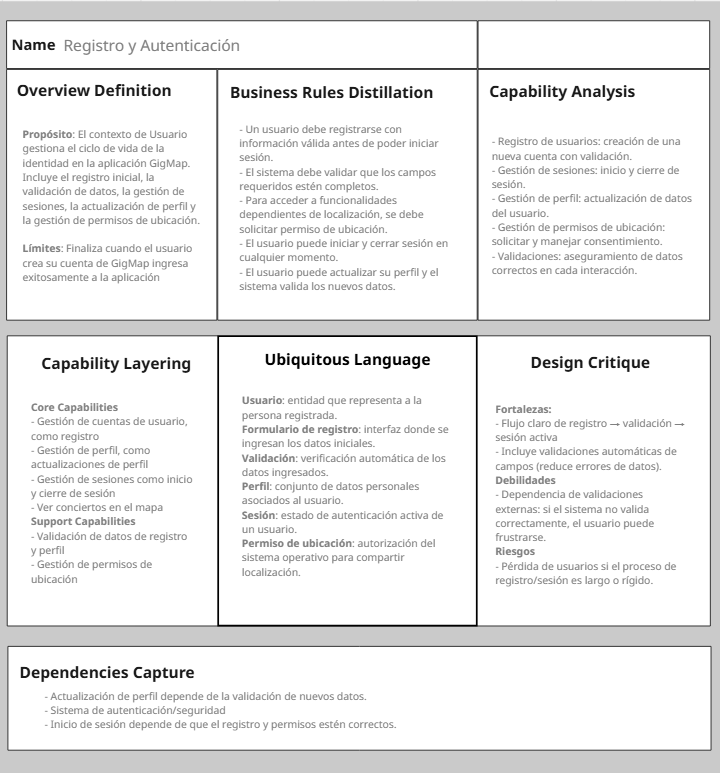 Name Registro y Autenticación
Overview Definition
Propósito: El contexto de Usuario
gestiona el ciclo de vida de la
identidad en la aplicación GigMap.
Incluye el registro inicial, la
validación de datos, la gestión de
sesiones, la actualización de perfil y
la gestión de permisos de ubicación.
Límites: Finaliza cuando el usuario
crea su cuenta de GigMap ingresa
exitosamente a la aplicación
Business Rules Distillation
- Un usuario debe registrarse con
información válida antes de poder iniciar
sesión.
- El sistema debe validar que los campos
requeridos estén completos.
- Para acceder a funcionalidades
dependientes de localización, se debe
solicitar permiso de ubicación.
- El usuario puede iniciar y cerrar sesión en
cualquier momento.
- El usuario puede actualizar su perfil y el
sistema valida los nuevos datos.
Capability Analysis
- Registro de usuarios: creación de una
nueva cuenta con validación.
- Gestión de sesiones: inicio y cierre de
sesión.
- Gestión de perfil: actualización de datos
del usuario.
- Gestión de permisos de ubicación:
solicitar y manejar consentimiento.
- Validaciones: aseguramiento de datos
correctos en cada interacción.
Capability Layering
Core Capabilities
- Gestión de cuentas de usuario,
como registro
- Gestión de perfil, como
actualizaciones de perfil
- Gestión de sesiones como inicio
y cierre de sesión
- Ver conciertos en el mapa
Support Capabilities
- Validación de datos de registro
y perfil
- Gestión de permisos de
ubicación
Ubiquitous Language
Usuario: entidad que representa a la
persona registrada.
Formulario de registro: interfaz donde se
ingresan los datos iniciales.
Validación: verificación automática de los
datos ingresados.
Perfil: conjunto de datos personales
asociados al usuario.
Sesión: estado de autenticación activa de
un usuario.
Permiso de ubicación: autorización del
sistema operativo para compartir
localización.
Design Critique
Fortalezas:
- Flujo claro de registro → validación →
sesión activa
- Incluye validaciones automáticas de
campos (reduce errores de datos).
Debilidades
- Dependencia de validaciones
externas: si el sistema no valida
correctamente, el usuario puede
frustrarse.
Riesgos
- Pérdida de usuarios si el proceso de
registro/sesión es largo o rígido.
Dependencies Capture
- Actualización de perfil depende de la validación de nuevos datos.
- Sistema de autenticación/seguridad
- Inicio de sesión depende de que el registro y permisos estén correctos.